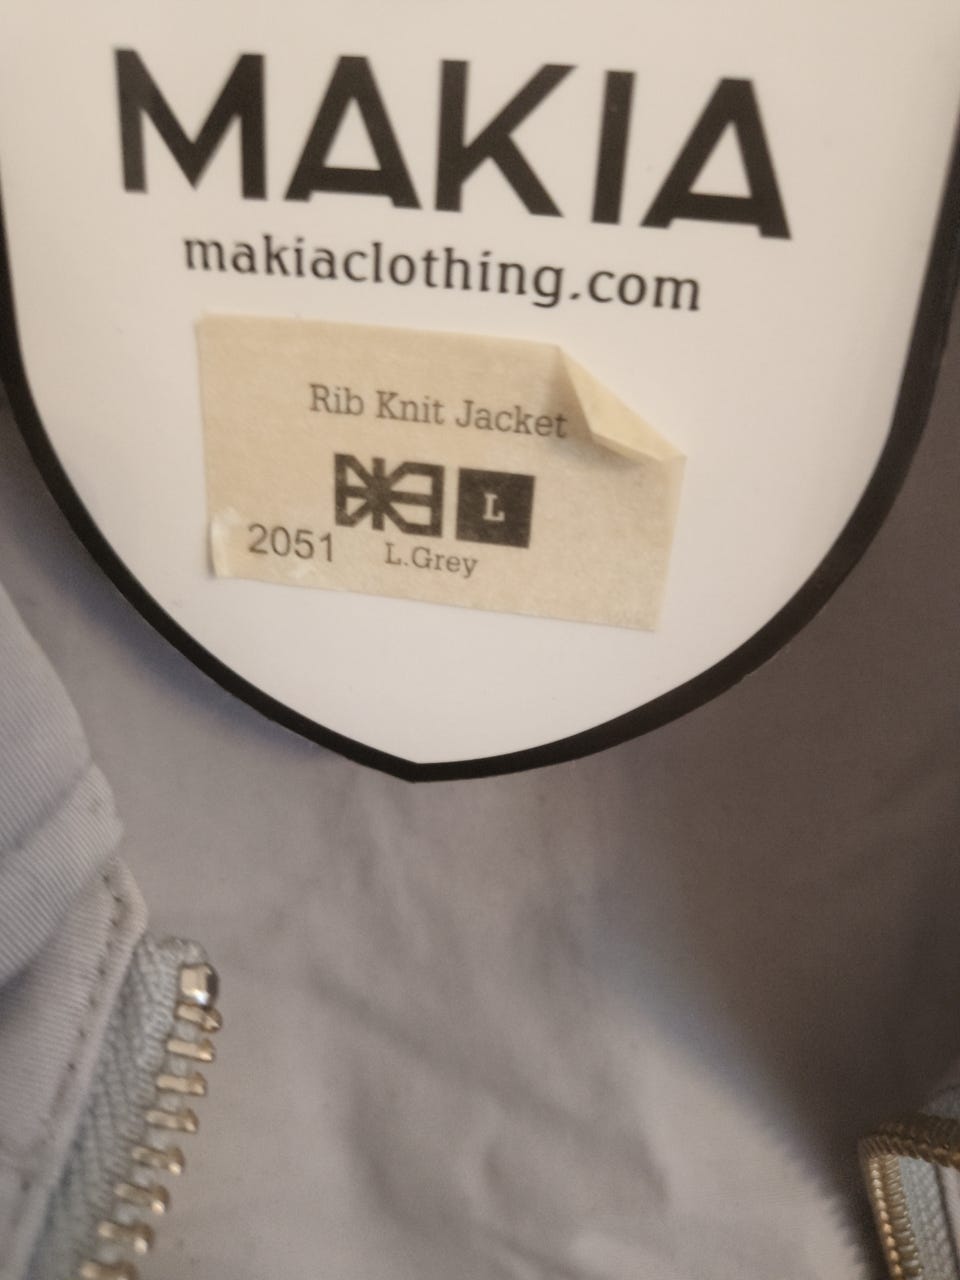 MAKIA
makiaclothing.com
Rib Knit Jacket
L
2051 L.Grey